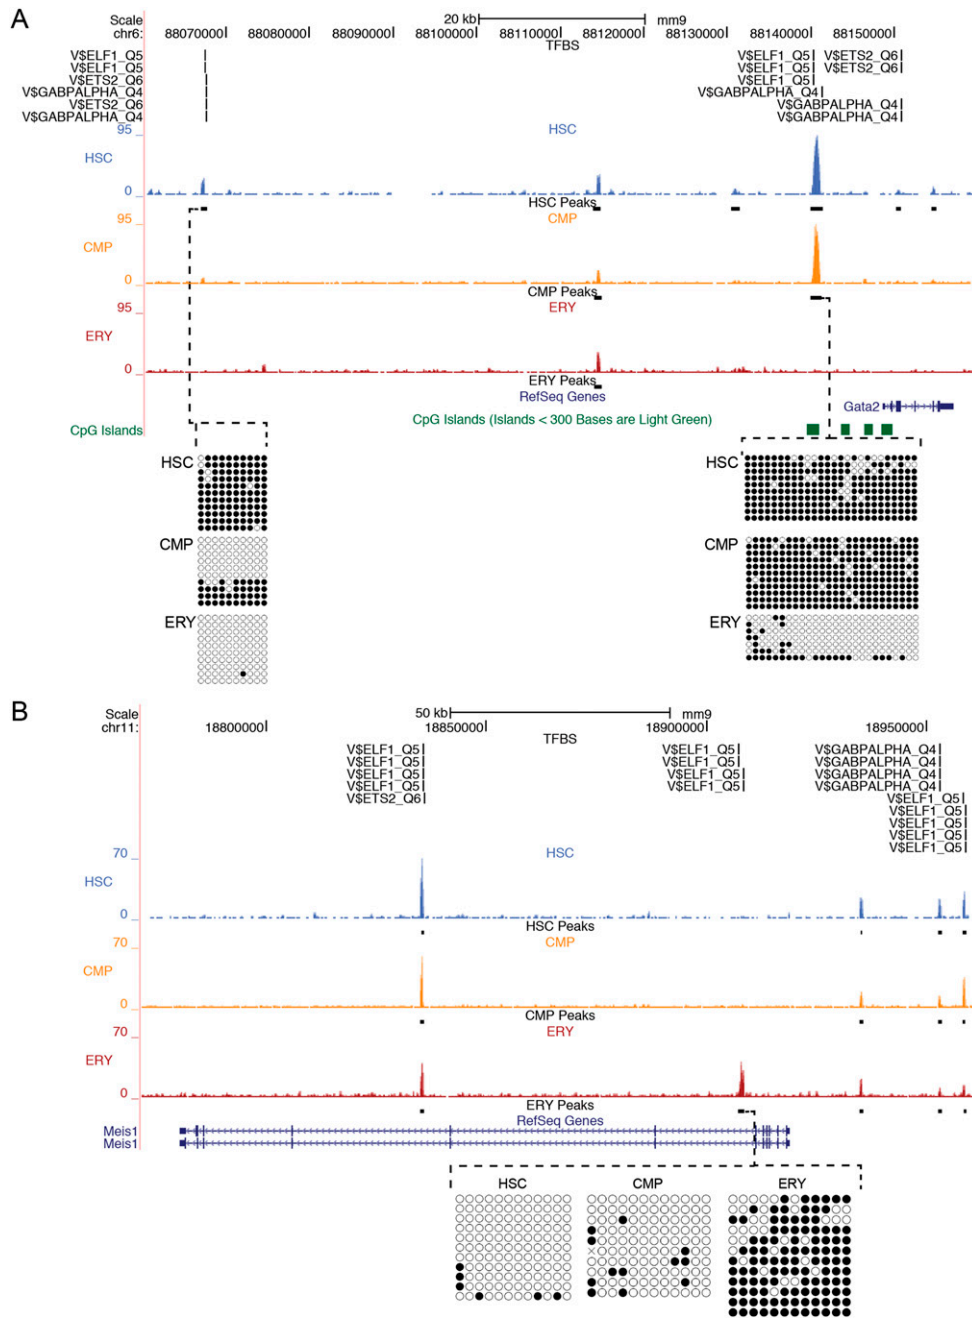 A
Scale
20 kb
mm9
chr6:
88070000
88080000
88090000
88100000
88110000
88120000
88130000
88140000
88150000
TFBS
V$ELF1_Q5
V$ELF1_Q5
V$ETS2_Q6
V$GABPALPHA_Q4
V$ETS2_Q6
V$GABPALPHA_Q4
V$ELF1_Q5
V$ELF1_Q5
V$ELF1_Q5
V$GABPALPHA_Q4
V$ETS2_Q6
V$ETS2_Q6
V$GABPALPHA_Q4
V$GABPALPHA_Q4
95
HSC
HSC
0
HSC Peaks
95
CMP
CMP
0
CMP Peaks
95
ERY
ERY
0
ERY Peaks
RefSeq Genes
Gata2
CpG Islands
CpG Islands (Islands < 300 Bases are Light Green)
HSC
HSC
CMP
CMP
ERY
ERY
B
Scale
50 kb
mm9
chr11:
18800000
18850000
18900000
18950000
TFBS
V$ELF1_Q5
V$ELF1_Q5
V$ELF1_Q5
V$ELF1_Q5
V$ETS2_Q6
V$ELF1_Q5
V$ELF1_Q5
V$ELF1_Q5
V$ELF1_Q5
V$GABPALPHA_Q4
V$GABPALPHA_Q4
V$GABPALPHA_Q4
V$GABPALPHA_Q4
V$ELF1_Q5
V$ELF1_Q5
V$ELF1_Q5
V$ELF1_Q5
V$ELF1_Q5
70
HSC
HSC
0
HSC Peaks
70
CMP
CMP
0
CMP Peaks
70
ERY
ERY
0
ERY Peaks
RefSeq Genes
Meis1
Meis1
HSC
CMP
ERY